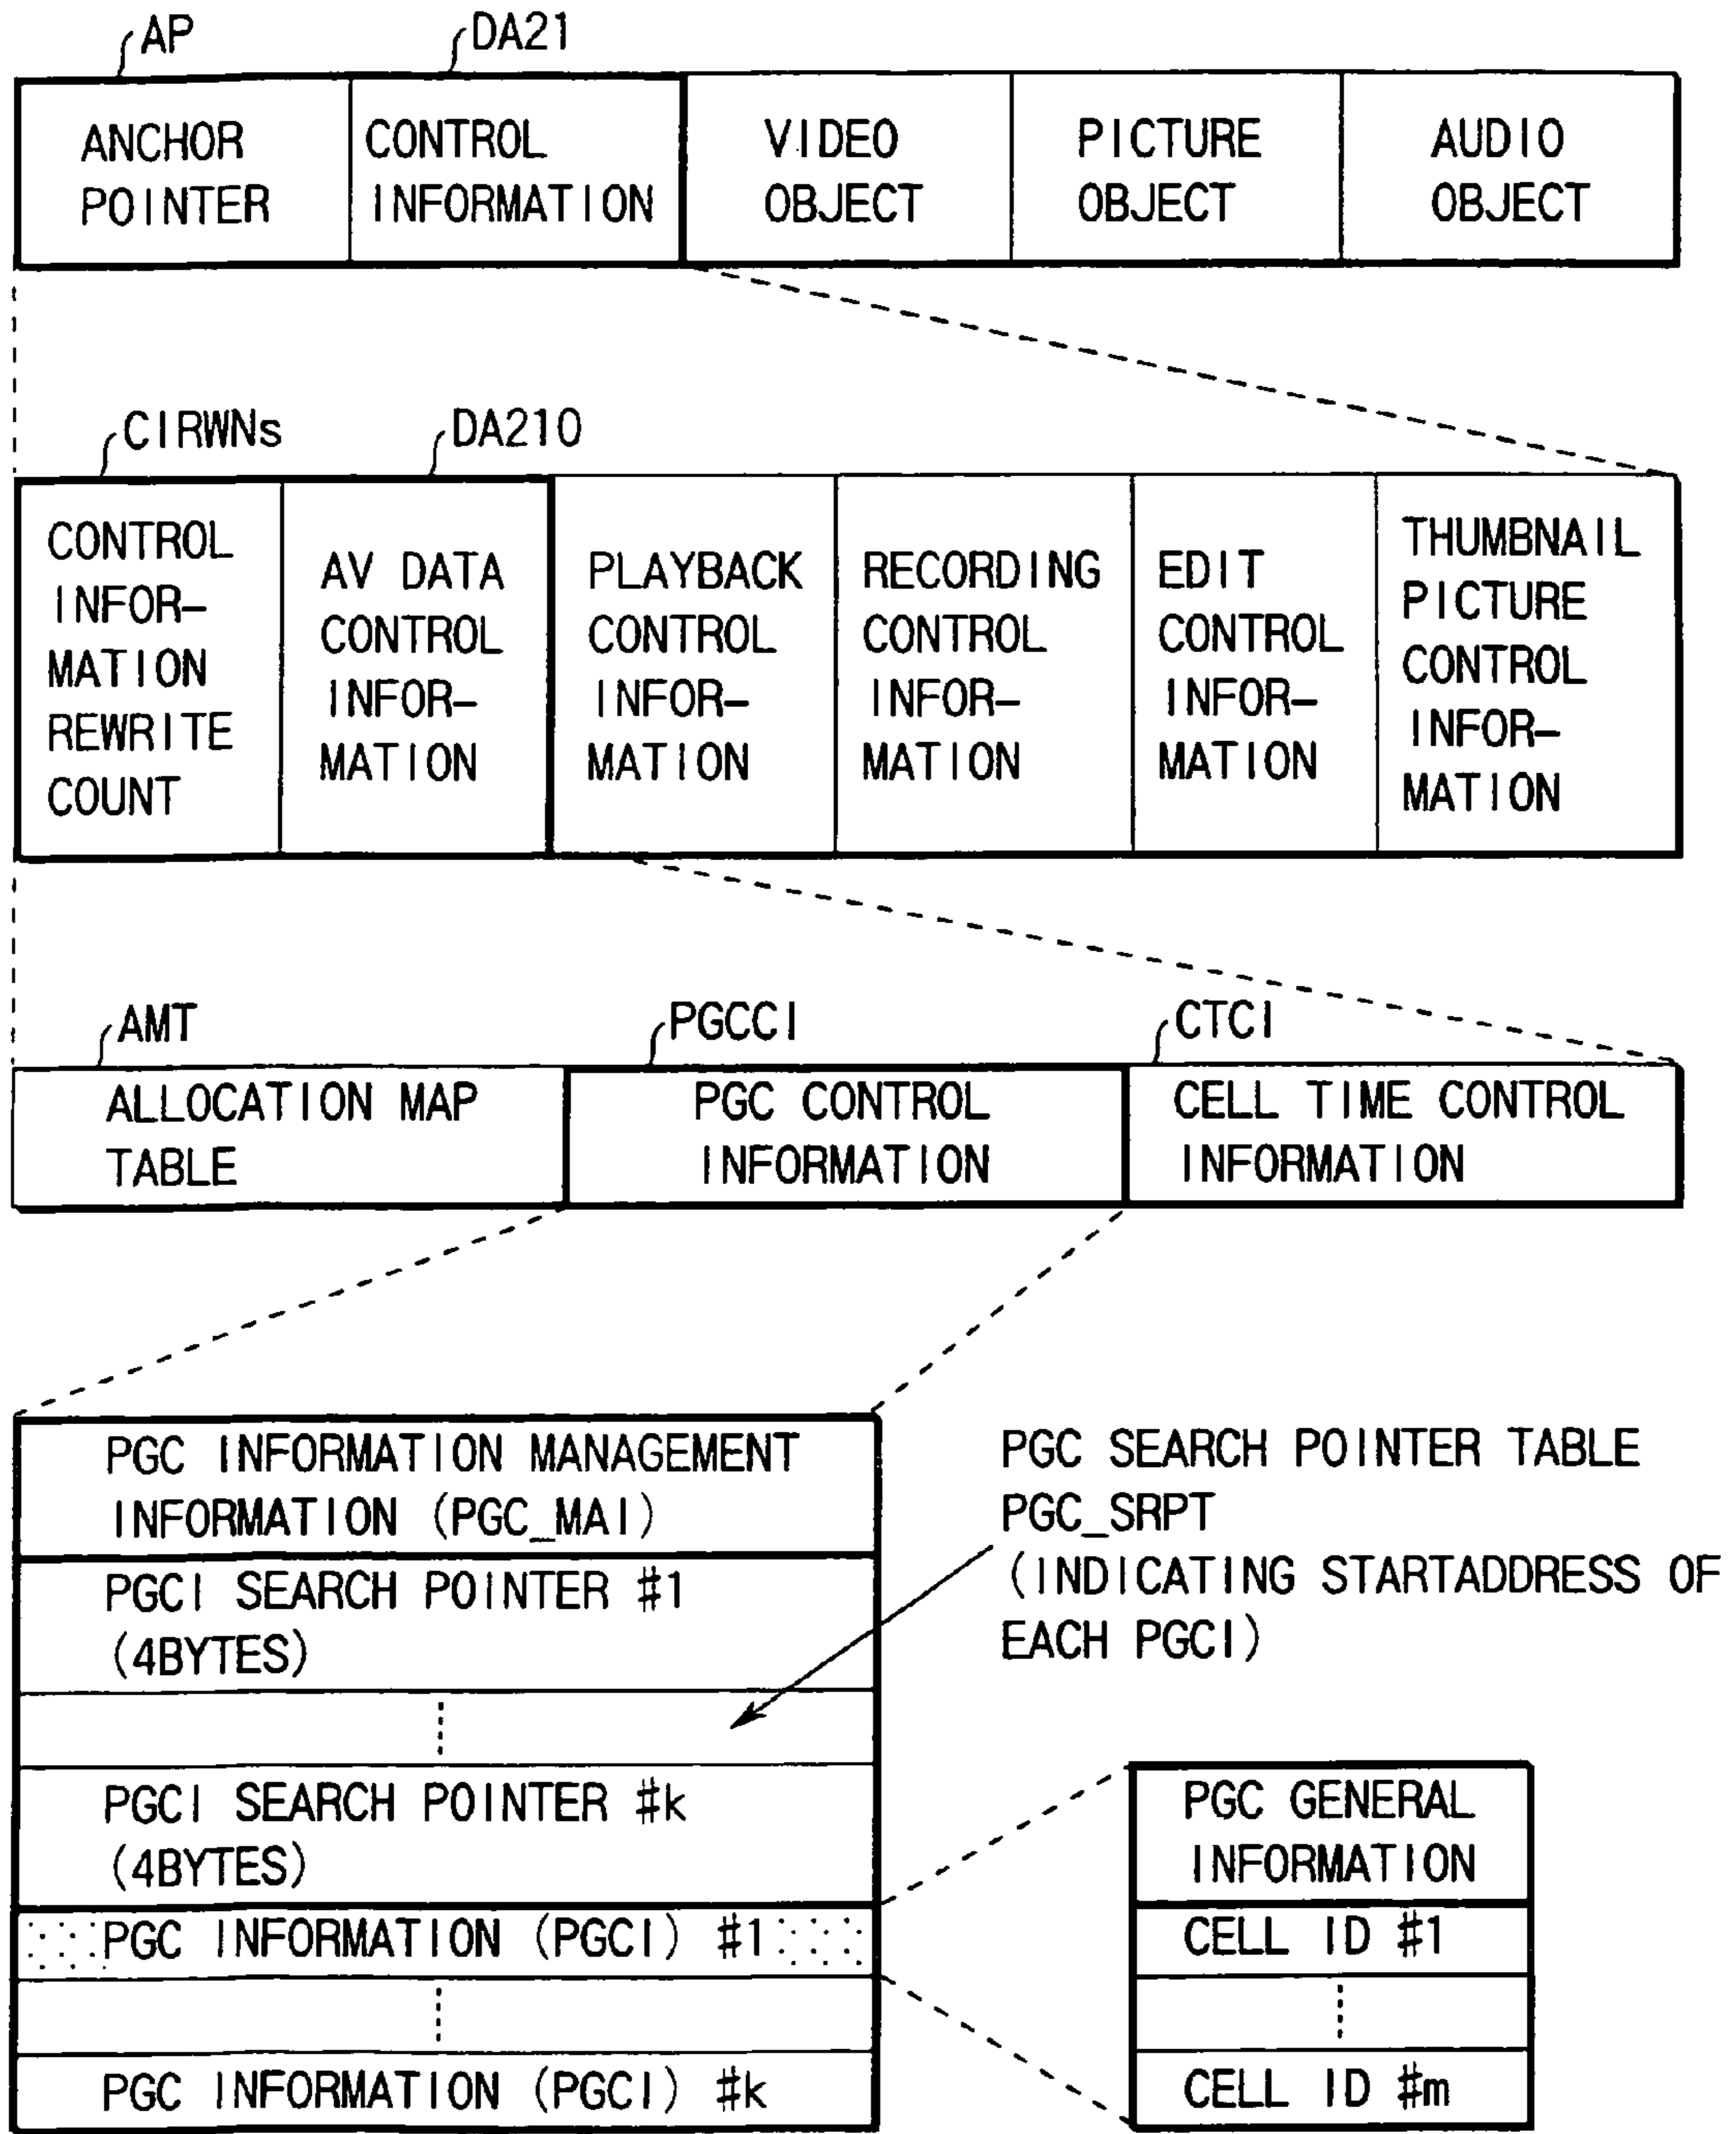 AP
DA21
ANCHOR
POINTER
CONTROL
INFORMATION
VIDEO
OBJECT
PICTURE
OBJECT
AUDIO
OBJECT
CIRWNs
DA210
CONTROL
INFOR-
MATION
REWRITE
COUNT
AV DATA
CONTROL
INFOR-
MATION
PLAYBACK
CONTROL
INFOR-
MATION
RECORDING
CONTROL
INFOR-
MATION
EDIT
CONTROL
INFOR-
MATION
THUMBNAIL
PICTURE
CONTROL
INFOR-
MATION
AMT
PGCCI
CTCI
ALLOCATION MAP
TABLE
PGC CONTROL
INFORMATION
CELL TIME CONTROL
INFORMATION
PGC INFORMATION MANAGEMENT
INFORMATION (PGC_MAI)
PGCI SEARCH POINTER #1
(4BYTES)
PGCI SEARCH POINTER #k
(4BYTES)
PGC INFORMATION (PGCI) #1
PGC INFORMATION (PGCI) #k
PGC SEARCH POINTER TABLE
PGC_SRPT
(INDICATING STARTADDRESS OF
EACH PGCI)
PGC GENERAL
INFORMATION
CELL ID #1
CELL ID #m